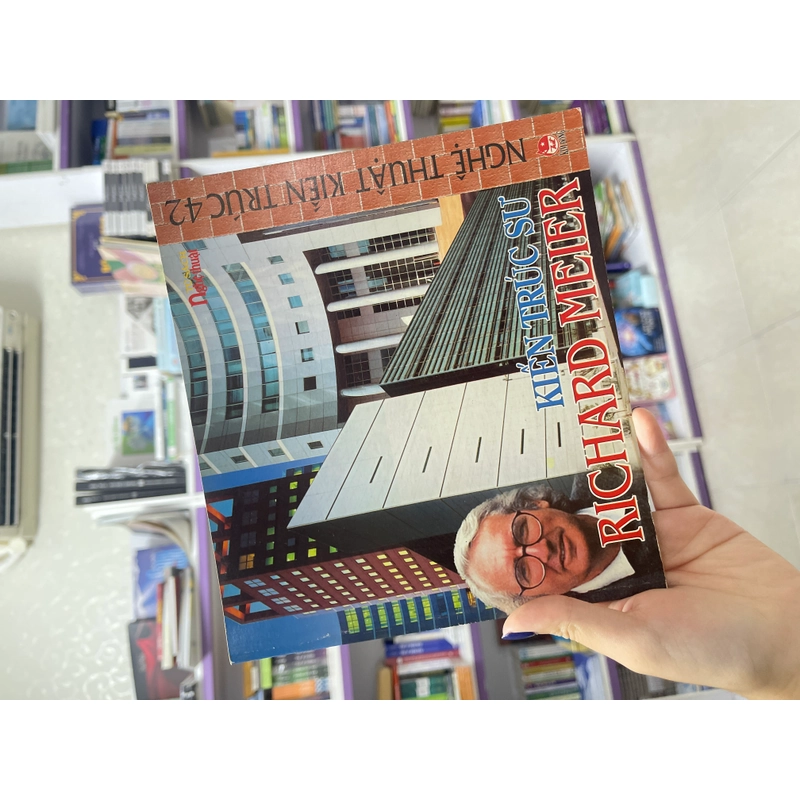 NGHỆ THUẬT KIẾN TRÚC 42
KIẾN TRÚC SƯ
RICHARD MEIER